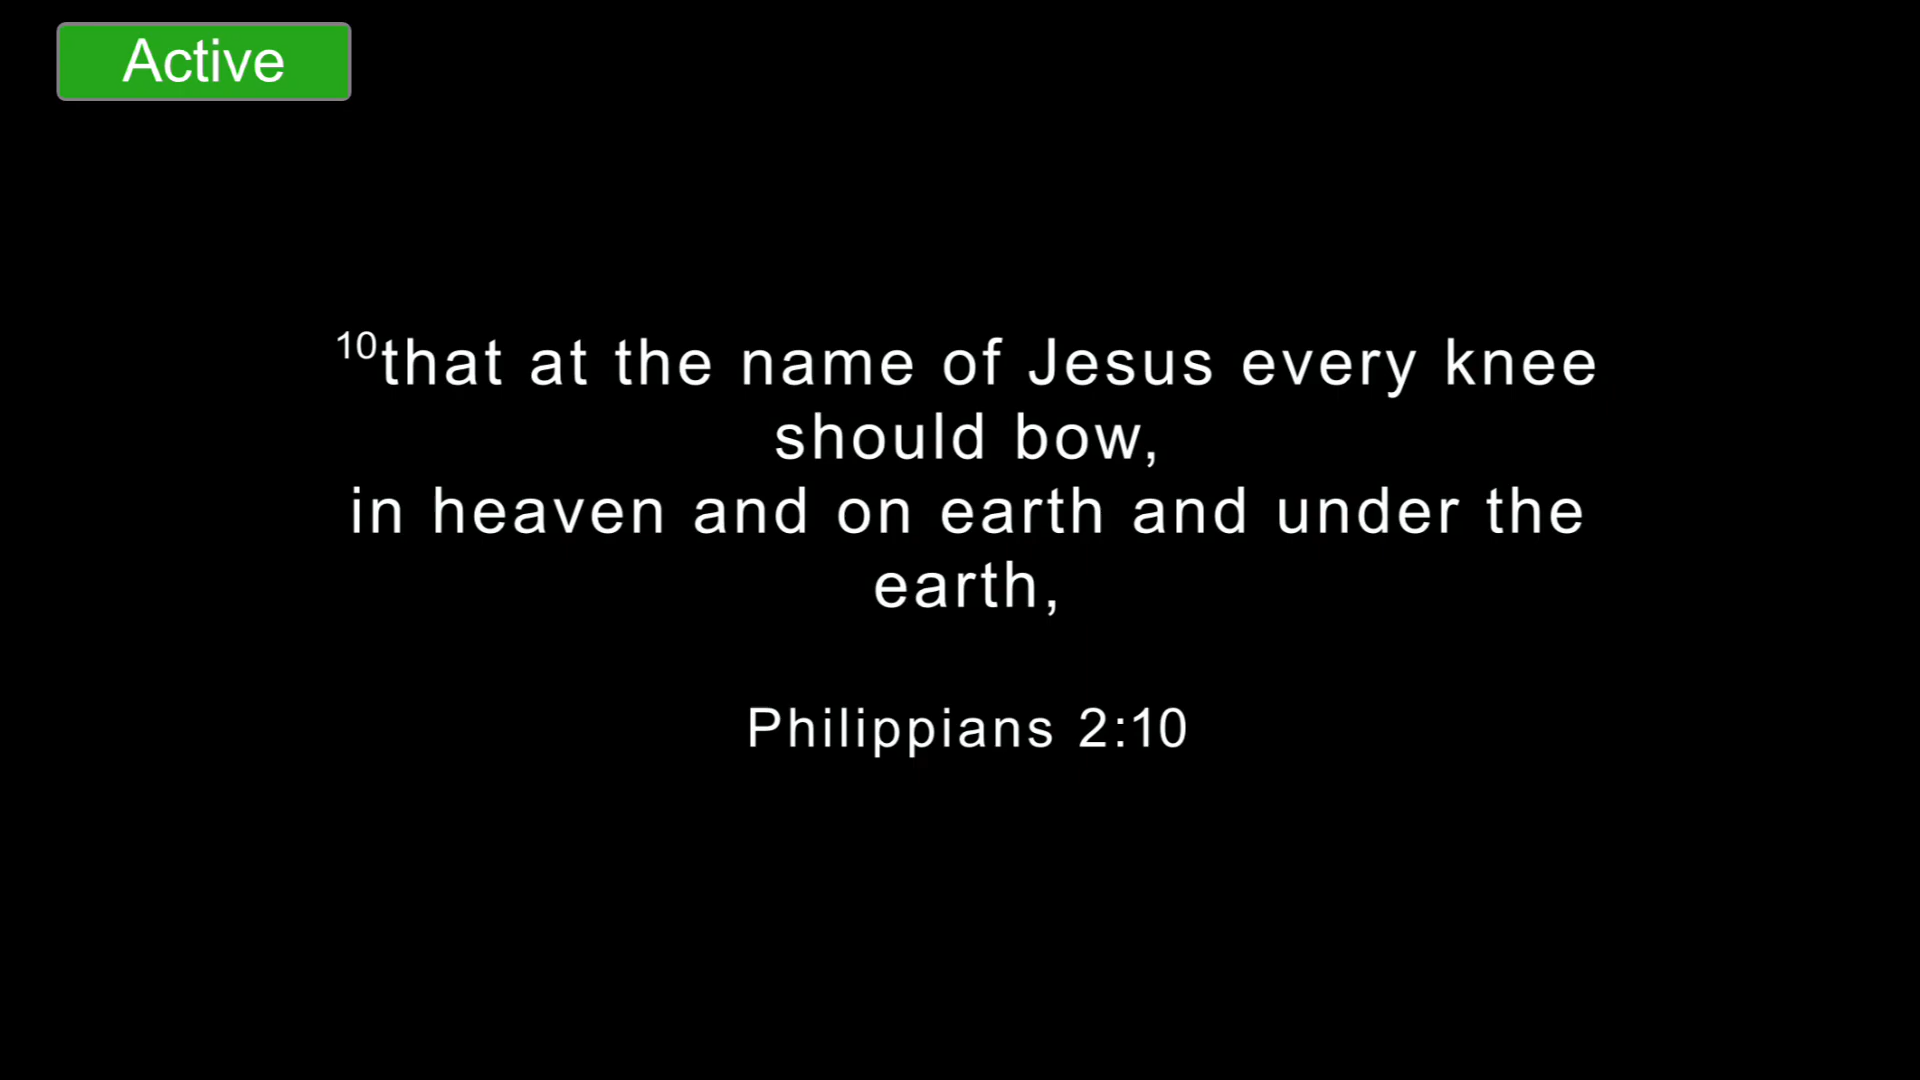 Active
10that at the name of Jesus every knee
should bow,
in heaven and on earth and under the
earth,
Philippians 2:10